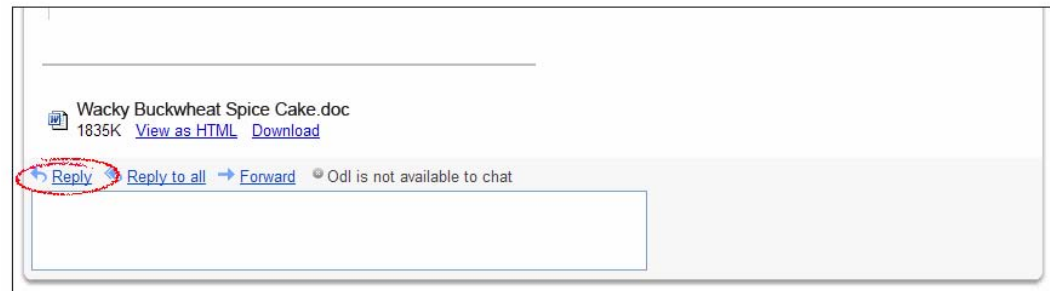 Wacky Buckwheat Spice Cake.doc
1835K View as HTML Download
Reply Reply to all Forward Odl is not available to chat